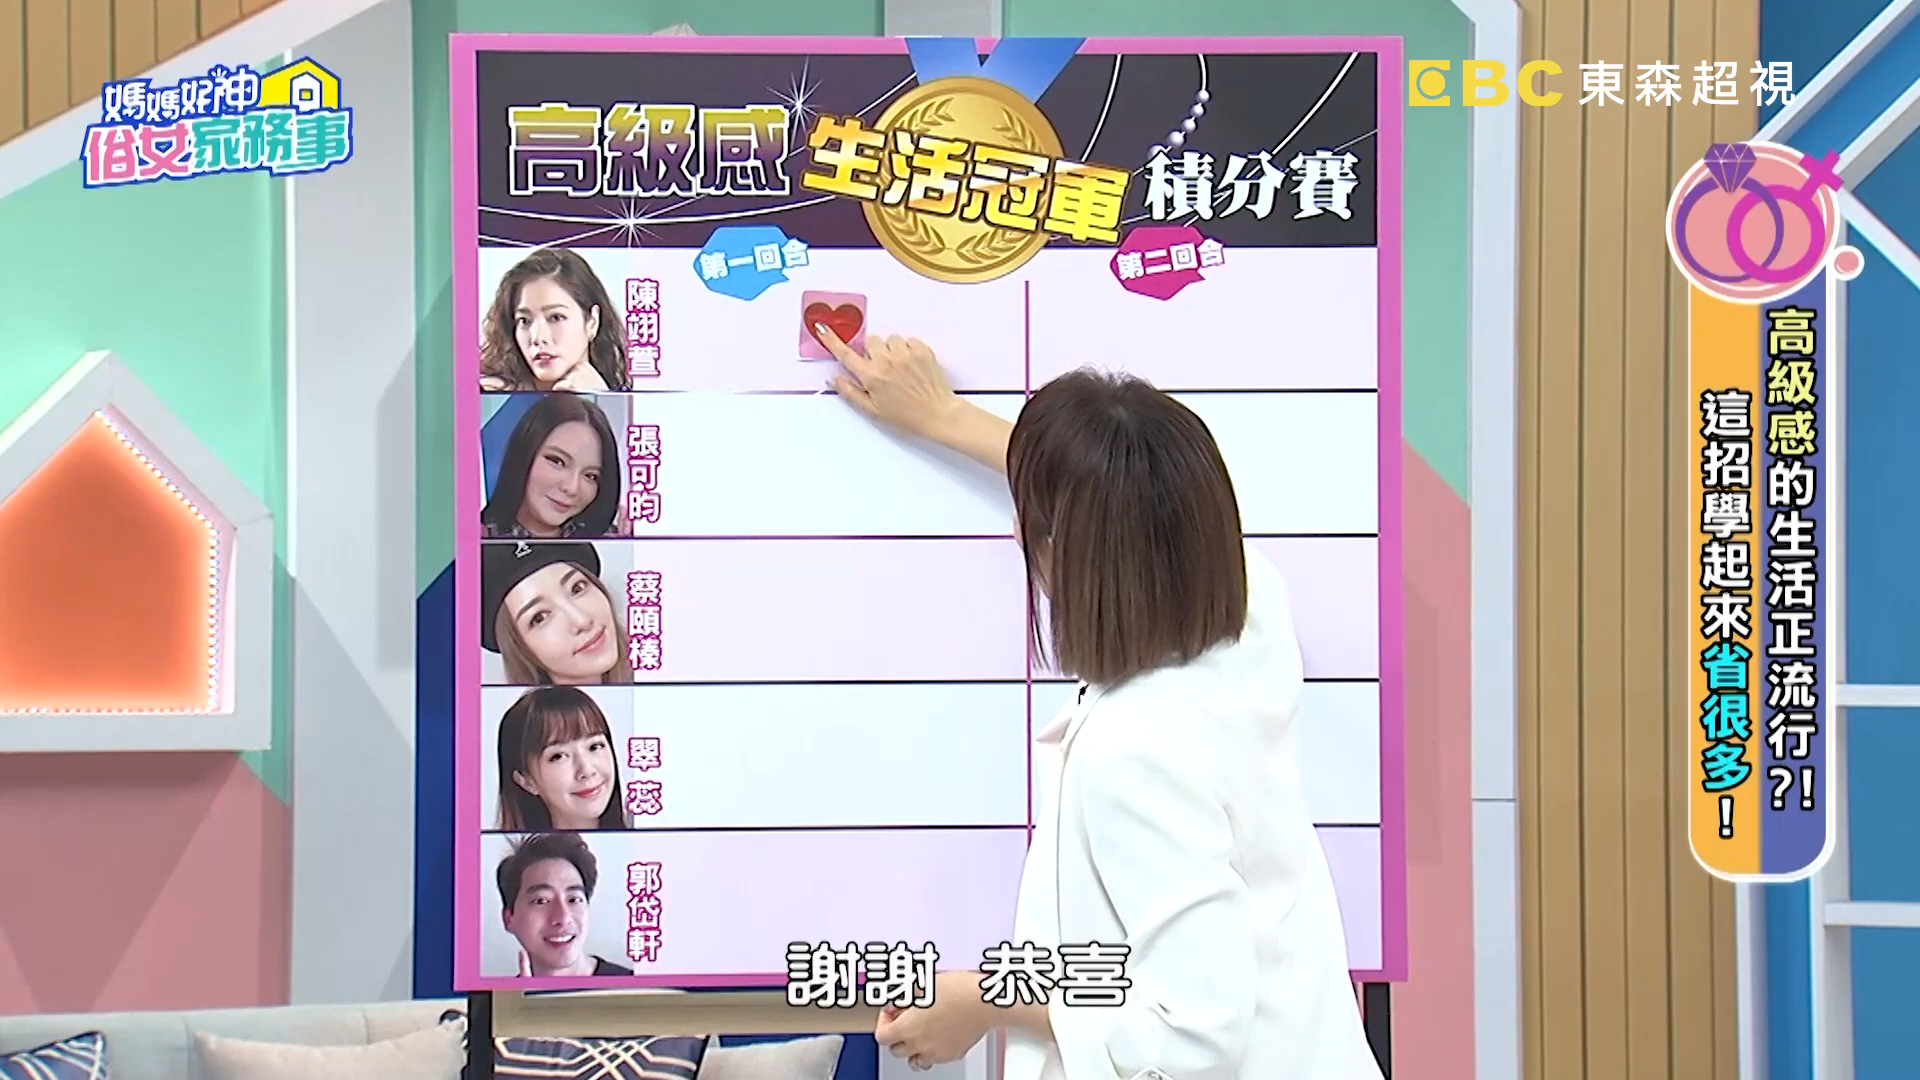 媽媽好神
俗女家務事
EBC 東森超視
高級感 生活冠軍 積分賽
第一回合
第二回合
陳翊萱
張可昀
蔡頤榛
翠蕊
郭岱軒
高級感的生活正流行?!
這招學起來省很多!
謝謝 恭喜